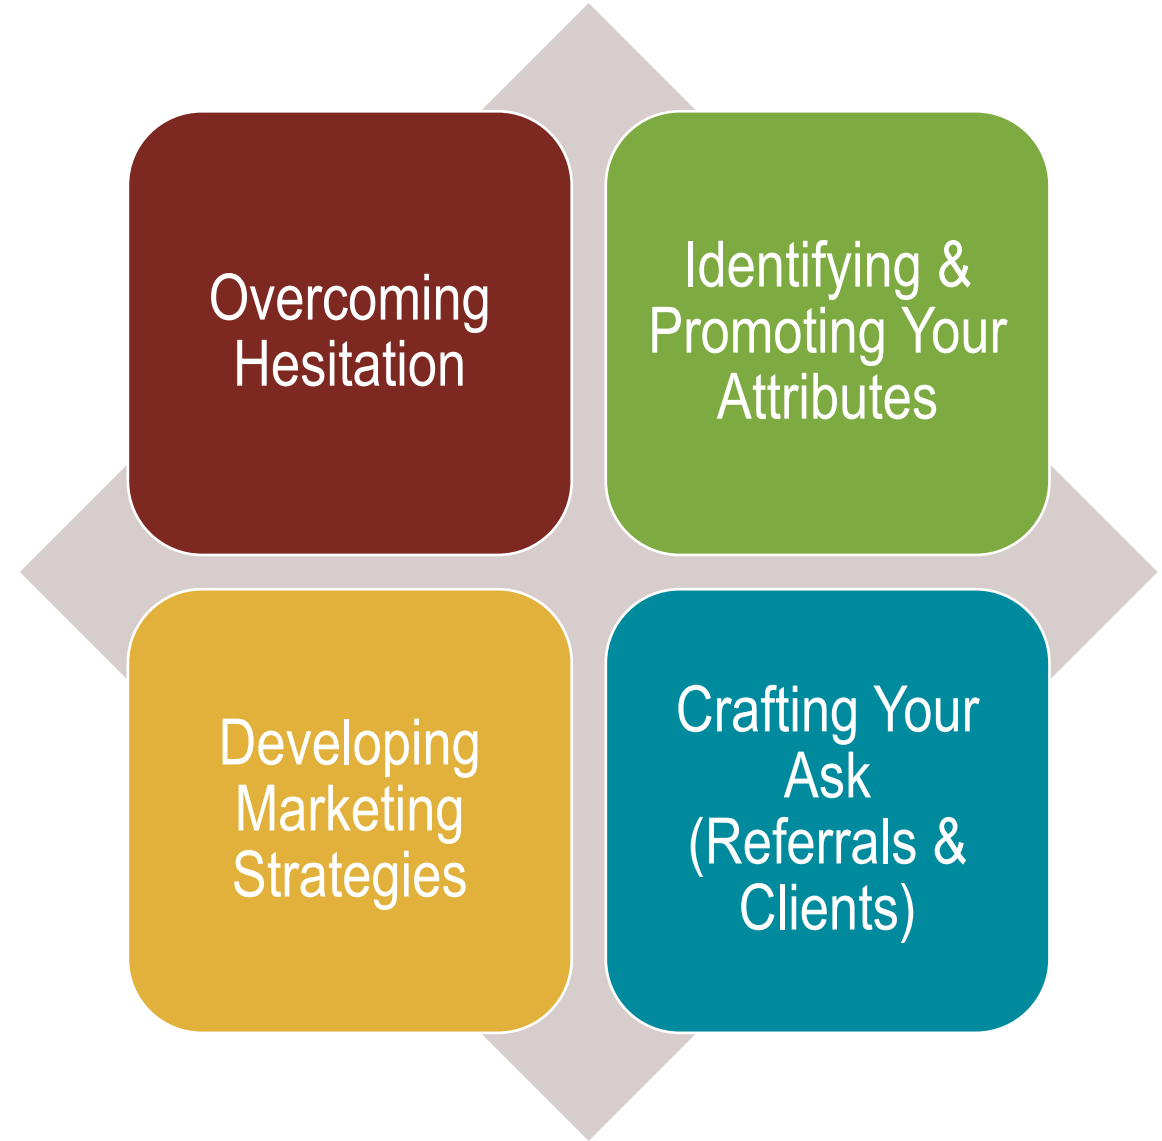 Overcoming
Hesitation
Identifying &
Promoting Your
Attributes
Developing
Marketing
Strategies
Crafting Your
Ask
(Referrals &
Clients)